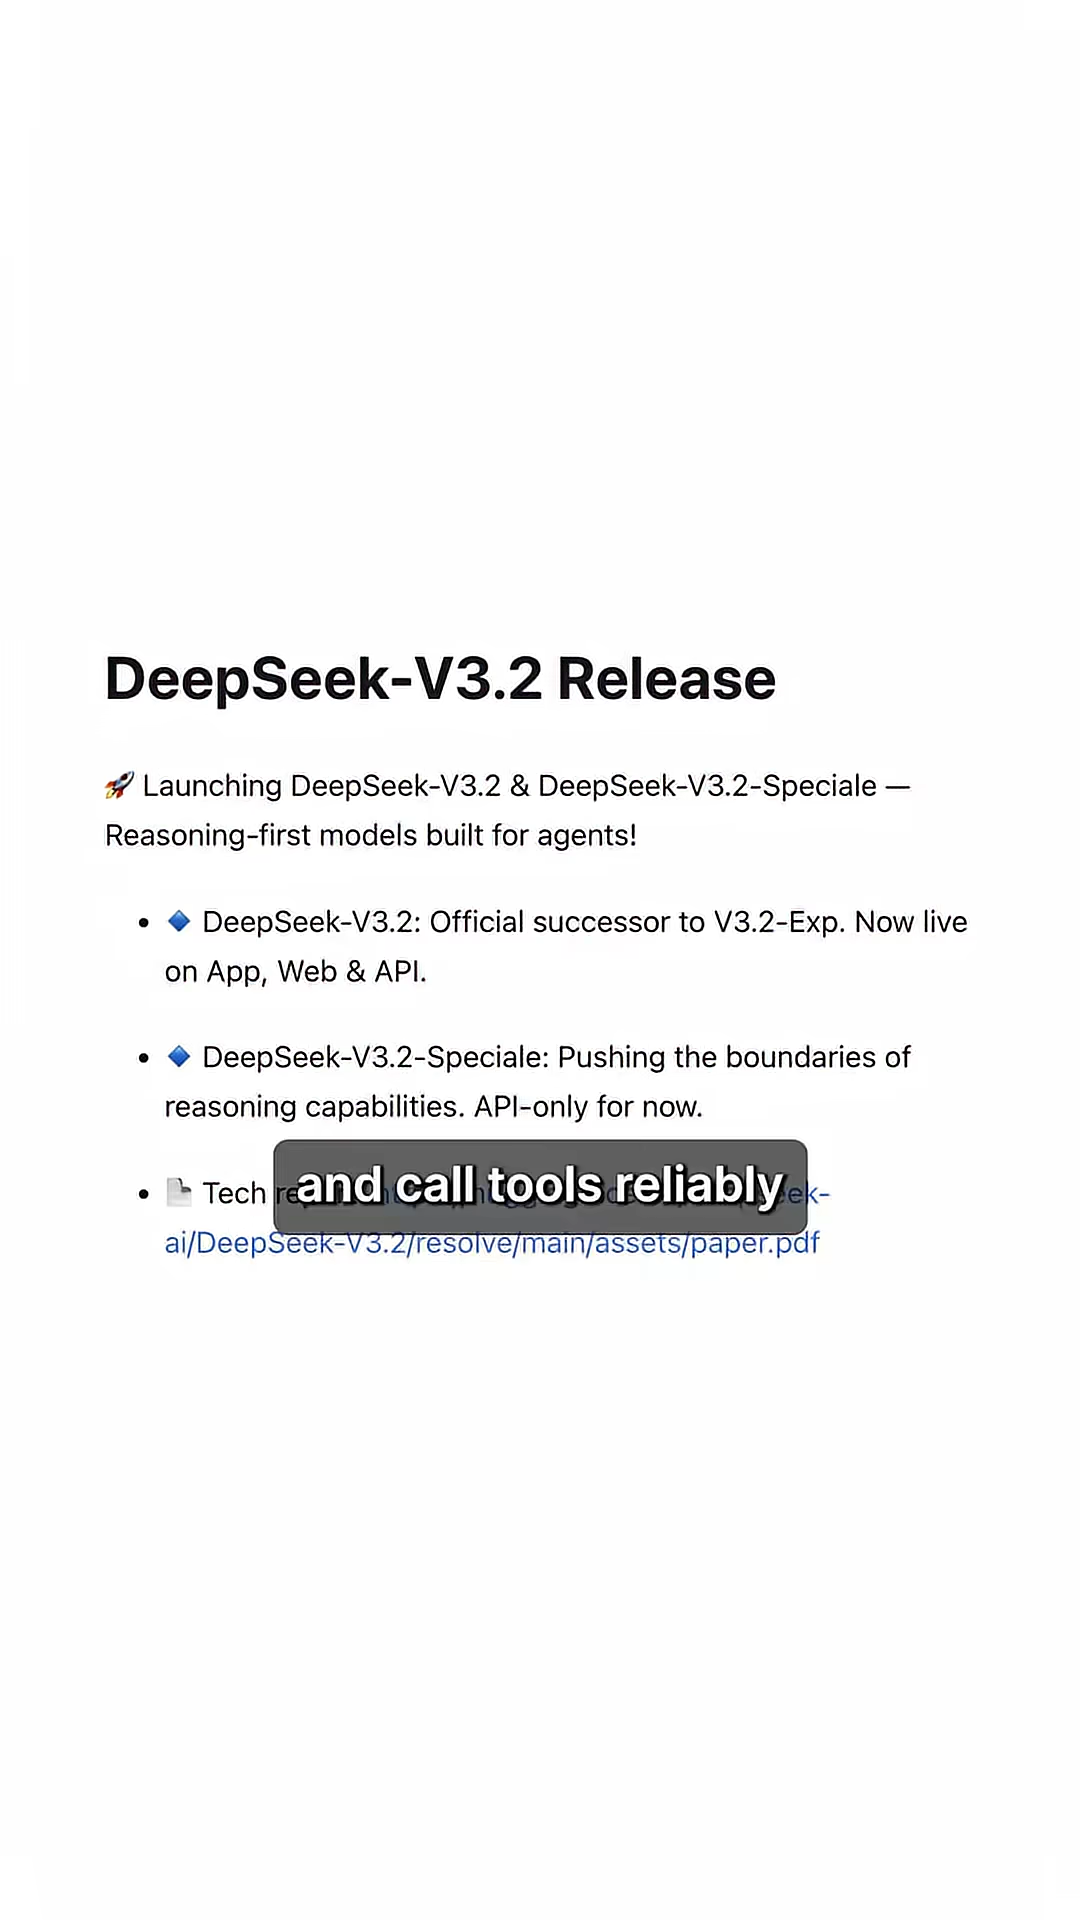 DeepSeek-V3.2 Release
🚀 Launching DeepSeek-V3.2 & DeepSeek-V3.2-Speciale —
Reasoning-first models built for agents!
• 🔹 DeepSeek-V3.2: Official successor to V3.2-Exp. Now live
on App, Web & API.
• 🔹 DeepSeek-V3.2-Speciale: Pushing the boundaries of
reasoning capabilities. API-only for now.
and call tools reliably
• 📄 Tech
ai/DeepSeek-V3.2/resolve/main/assets/paper.pdf